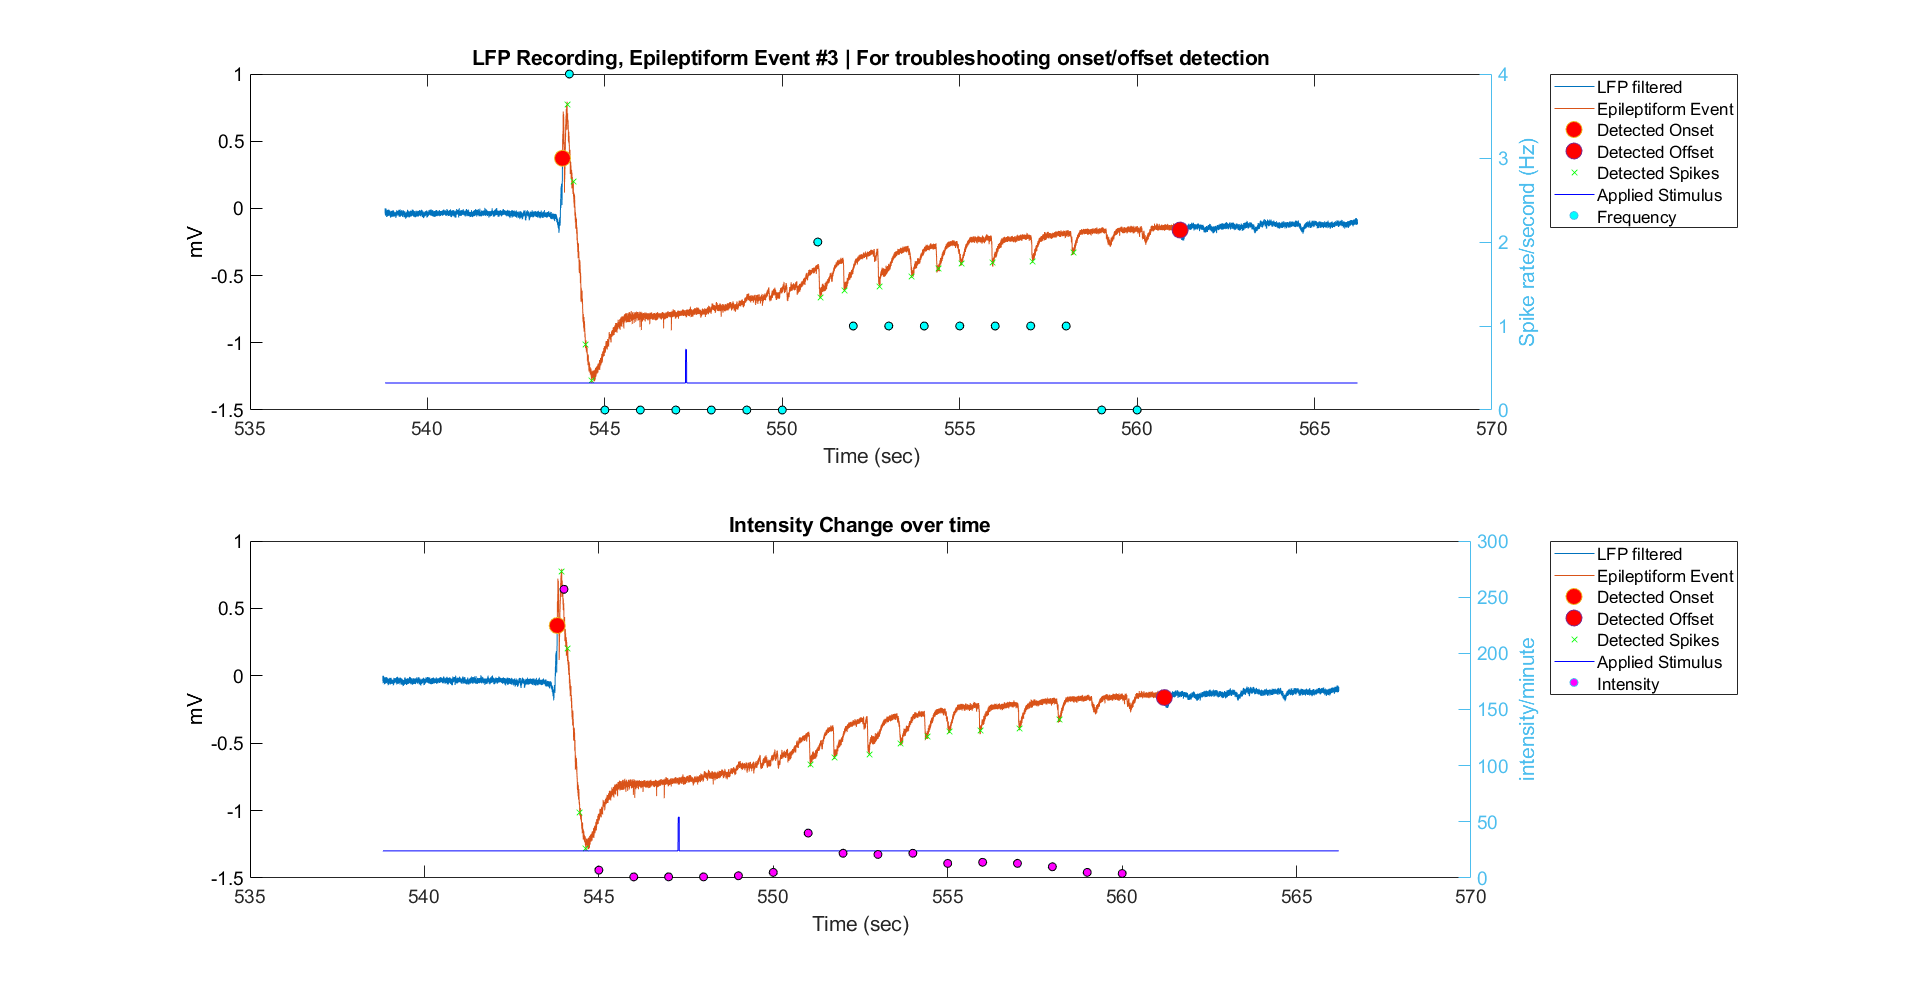 LFP Recording, Epileptiform Event #3 | For troubleshooting onset/offset detection
1
0.5
0
-0.5
-1
-1.5
mV
535
540
545
550
555
560
565
570
Time (sec)
4
3
2
1
0
Spike rate/second (Hz)
LFP filtered
Epileptiform Event
Detected Onset
Detected Offset
Detected Spikes
Applied Stimulus
Frequency
Intensity Change over time
1
0.5
0
-0.5
-1
-1.5
mV
535
540
545
550
555
560
565
570
Time (sec)
300
250
200
150
100
50
0
intensity/minute
LFP filtered
Epileptiform Event
Detected Onset
Detected Offset
Detected Spikes
Applied Stimulus
Intensity